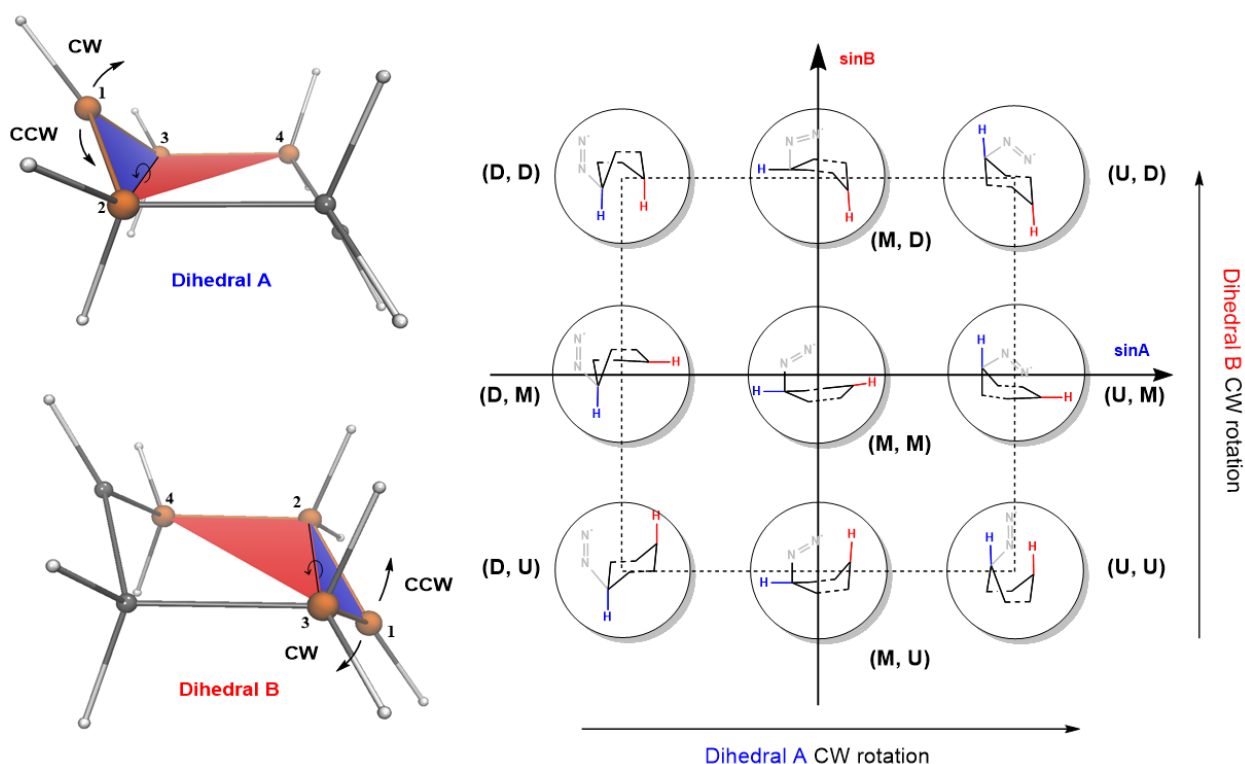 CW
1
CCW
3
4
2
Dihedral A
4
2
CCW
3
1
CW
Dihedral B
sinB
(D, D)
N-
N
H
H
N
N-
H
H
(M, D)
H
N
N-
H
(U, D)
sinA
(D, M)
N-
N
H
H
N
N-
H
H
(M, M)
H
N
N-
H
(U, M)
(D, U)
N-
N
H
H
N
N-
H
H
(M, U)
N-
N
H
H
(U, U)
Dihedral B CW rotation
Dihedral A CW rotation